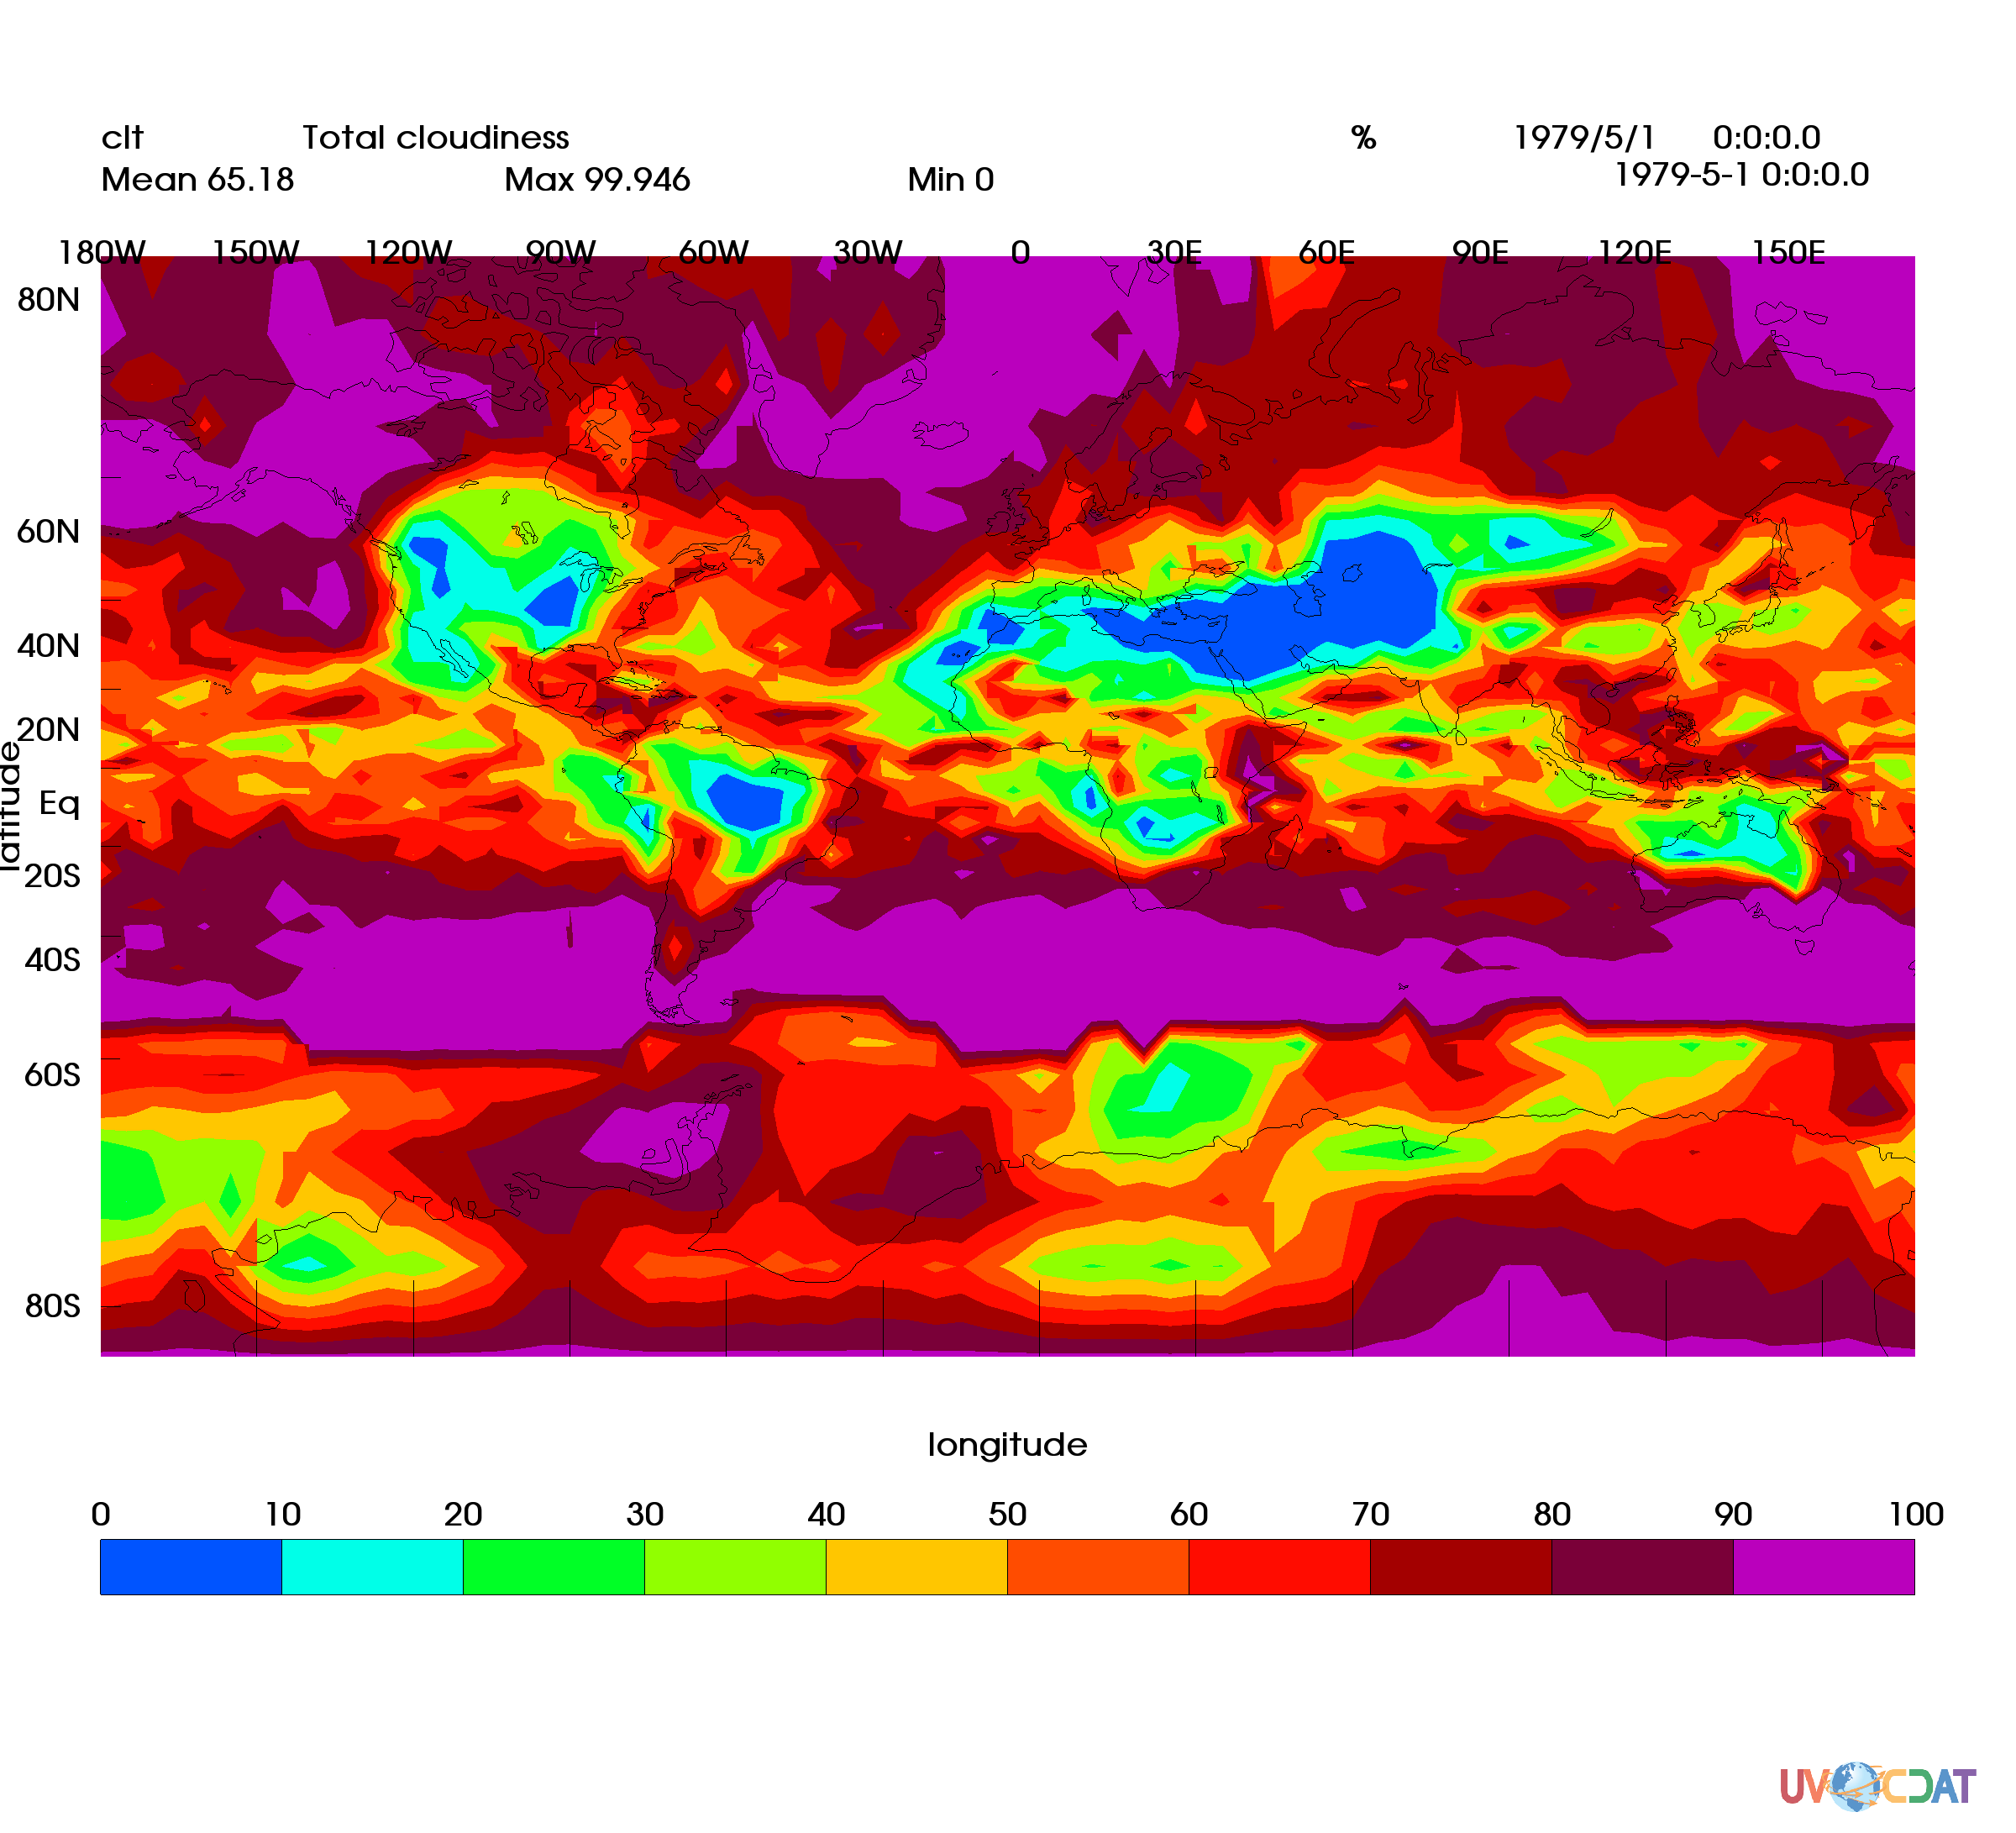 clt Total cloudiness % 1979/5/1 0:0:0.0
Mean 65.18 Max 99.946 Min 0 1979-5-1 0:0:0.0
180W 150W 120W 90W 60W 30W 0 30E 60E 90E 120E 150E
80N
60N
40N
20N
latitude
Eq
20S
40S
60S
80S
longitude
0 10 20 30 40 50 60 70 80 90 100
UV CDAT